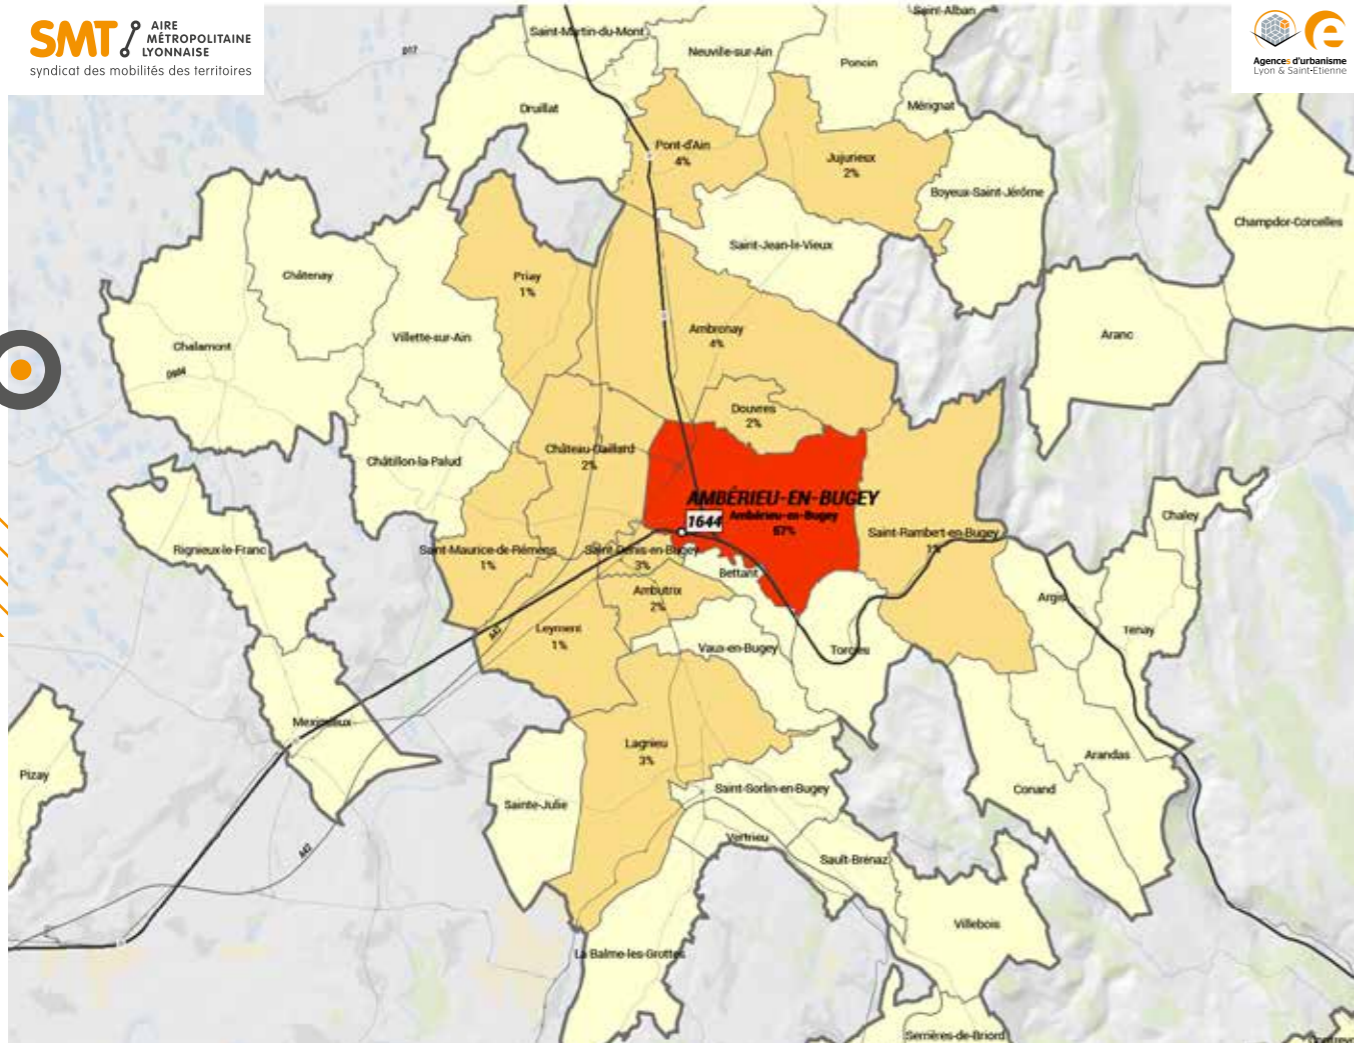 SMT
AIRE
MÉTROPOLITAINE
LYONNAISE
syndicat des mobilités des territoires
Agences d'urbanisme
Lyon & Saint-Etienne
Saint-Alban
Saint-Martin-du-Mont
Neuville-sur-Ain
Poncin
Druillat
Mérignat
Pont-d'Ain
4%
Jujurieux
2%
Boyeux-Saint-Jérôme
Champdor-Corcelles
Saint-Jean-le-Vieux
Châtenay
Priay
1%
Villette-sur-Ain
Ambronay
4%
Aranc
Chalamont
Douvres
2%
Château-Gaillard
2%
Châtillon-la-Palud
AMBÉRIEU-EN-BUGEY
Ambérieu-en-Bugey
67%
1644
Chaley
Saint-Rambert-en-Bugey
1%
Rignieux-le-Franc
Saint-Maurice-de-Rémens
1%
Saint-Denis-en-Bugey
3%
Bettant
Ambutrix
2%
Argis
Tenay
Leyment
1%
A42
Vaux-en-Bugey
Torcieu
Meximieux
Lagnieu
3%
Arandas
Pizay
Saint-Sorlin-en-Bugey
Conand
Sainte-Julie
Vertrieu
A42
Sault-Brénaz
Villebois
La Balme-les-Grottes
Serrières-de-Briord